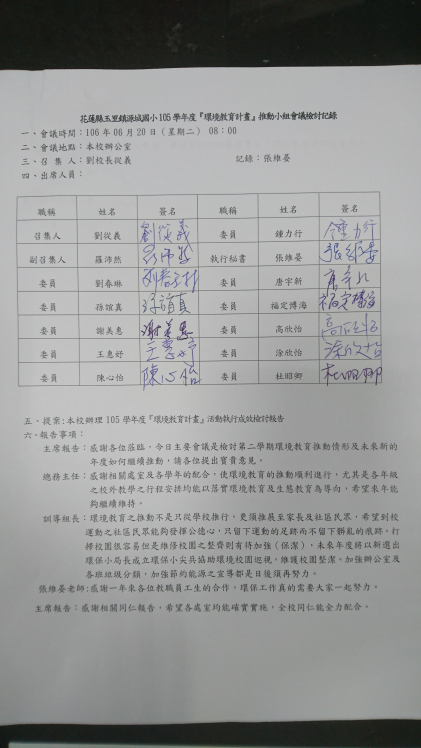 花蓮縣玉里鎮源城國小105學年度『環境教育計畫』推動小組會議檢討記錄
一、會議時間：106年06月20日（星期二）08：00
二、會議地點：本校辦公室
三、召集人：劉校長從義 記錄：張維晏
四、出席人員：
職稱 姓名 簽名 職稱 姓名 簽名
召集人 劉從義 劉從義 委員 鍾力行 鍾力行
副召集人 羅沛然 執行秘書 張維晏 張維晏
委員 劉春琳 委員 唐宇新
委員 孫誼真 孫誼真 委員 福定博海 福定博海
委員 謝美惠 謝美惠 委員 高欣怡 高欣怡
委員 王惠妤 王惠妤 委員 涂欣怡 涂欣怡
委員 陳心怡 陳心怡 委員 杜昭卿 杜昭卿
五、提案：本校辦理105學年度『環境教育計畫』活動執行成效檢討報告
六、報告事項：
主席報告：感謝各位蒞臨，今日主要會議是檢討第二學期環境教育推動情形及未來新的
年度如何繼續推動，請各位提出寶貴意見。
總務主任：感謝相關處室及各學年的配合，使環境教育的推動順利進行，尤其是各年級
之校外教學之行程安排均能以落實環境教育及生態教育為導向，希望來年能
夠繼續維持。
訓導組長：環境教育之推動不是只從學校推行，更須推展至家長及社區民眾，希望到校
運動之社區民眾能夠發揮公德心，只留下運動的足跡而不留下髒亂的痕跡。打
掃校園很容易但是維修校園之整齊則有待加強（保潔），未來年度將以新選出
環保小局長成立環保小尖兵協助環境校園巡視，維護校園整潔，加強辦公室及
各班垃圾分類，加強節約能源之宣導都是日後須再努力。
張維晏老師：感謝一年來各位教職員工生的合作，環保工作真的需要大家一起努力。
主席報告：感謝相關同仁報告，希望各處室均能確實實施，全校同仁能全力配合。